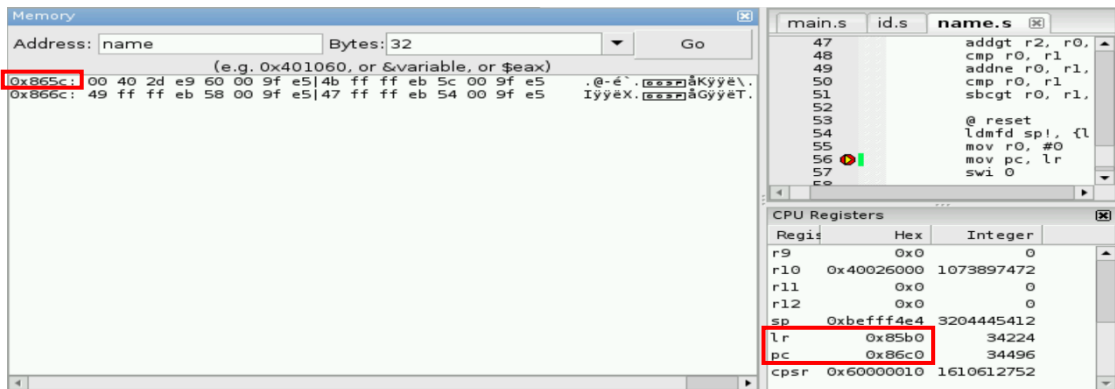 Memory
Address: name Bytes: 32 Go
(e.g. 0x401060, or &variable, or $eax)
0x865c: 00 40 2d e9 60 00 9f e5|4b ff ff eb 5c 00 9f e5 .@-é`.åKÿÿë\.
0x866c: 49 ff ff eb 58 00 9f e5|47 ff ff eb 54 00 9f e5 IÿÿëX.åGÿÿëT.
main.s id.s name.s
47 addgt r2, r0,
48 cmp r0, r1
49 addne r0, r1,
50 cmp r0, r1
51 sbcgt r0, r1,
52
53 @ reset
54 ldmfd sp!, {l
55 mov r0, #0
56 mov pc, lr
57 swi 0
CPU Registers
Regis Hex Integer
r9 0x0 0
r10 0x40026000 1073897472
r11 0x0 0
r12 0x0 0
sp 0xbefff4e4 3204445412
lr 0x85b0 34224
pc 0x86c0 34496
cpsr 0x60000010 1610612752